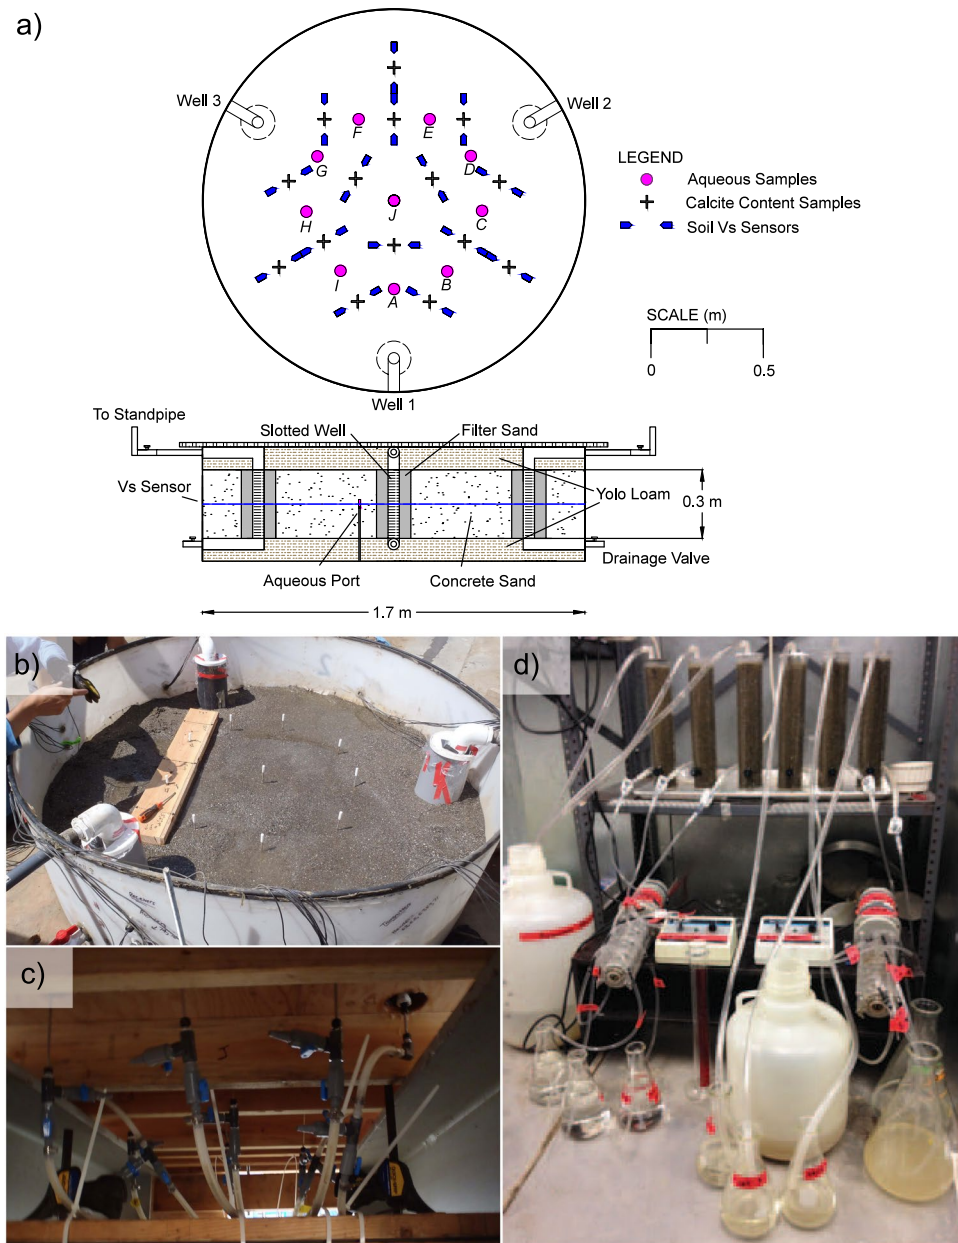 a)
Well 3
Well 2
F
E
G
D
H
J
C
I
B
A
Well 1
LEGEND
Aqueous Samples
Calcite Content Samples
Soil Vs Sensors
SCALE (m)
0
0.5
To Standpipe
Slotted Well
Filter Sand
Vs Sensor
Yolo Loam
0.3 m
Aqueous Port
Concrete Sand
Drainage Valve
1.7 m
b)
c)
d)
J